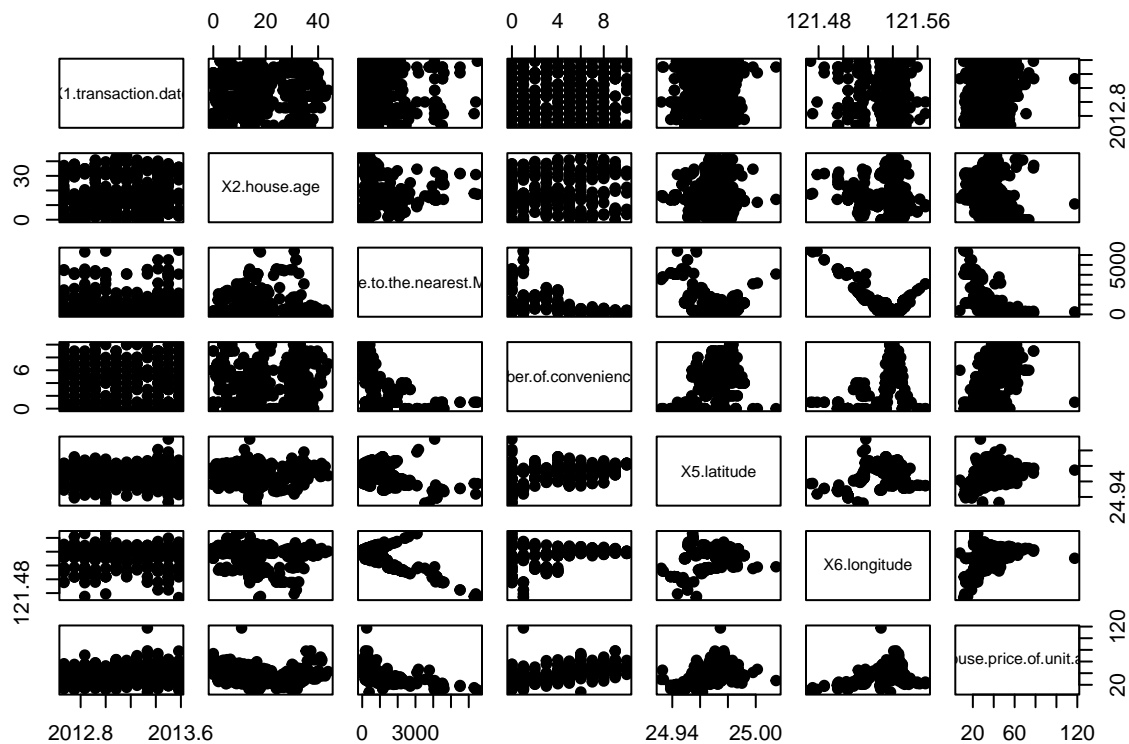 0 20 40 0 4 8 121.48 121.56
X1.transaction.date
2012.8
0 30
X2.house.age
e.to.the.nearest.M
0 5000
0 6
ber.of.convenienc
X5.latitude
24.94
121.48
X6.longitude
20 120
ouse.price.of.unit.a
2012.8 2013.6 0 3000 24.94 25.00 20 60 120